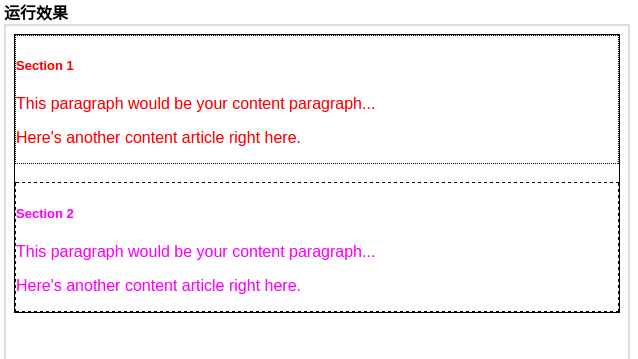 运行效果
Section 1
This paragraph would be your content paragraph...
Here's another content article right here.
Section 2
This paragraph would be your content paragraph...
Here's another content article right here.